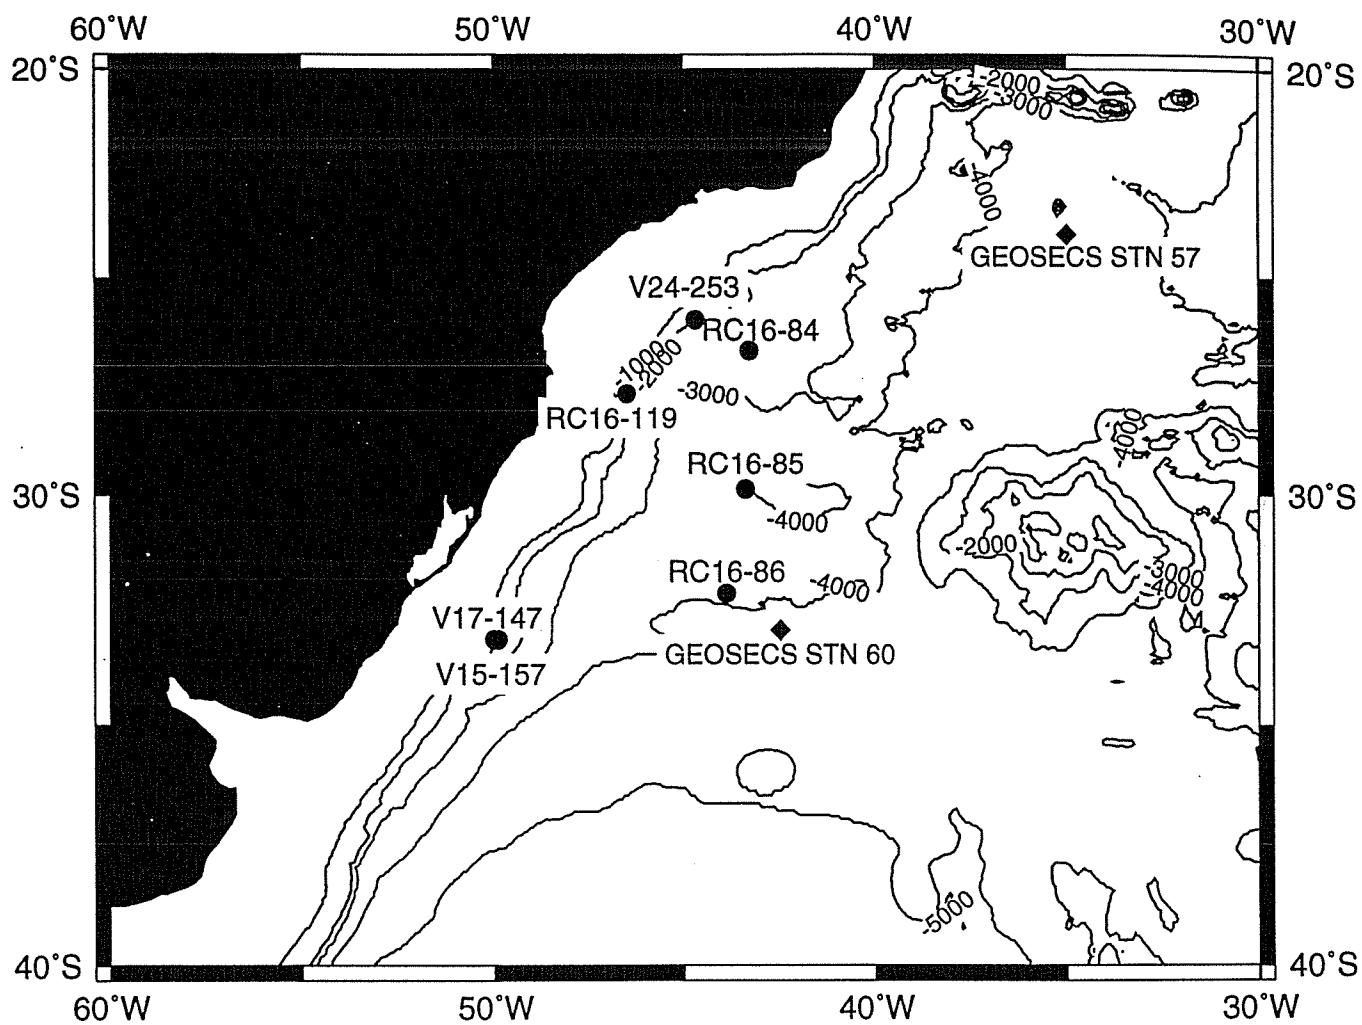 60˚W 50˚W 40˚W 30˚W
20˚S 20˚S
-2000
-3000
-4000
GEOSECS STN 57
V24-253
RC16-84
-1000
-2000
-3000
RC16-119
-4000
RC16-85
30˚S 30˚S
-4000
-2000
RC16-86
-4000
-3000
-4000
V17-147
GEOSECS STN 60
V15-157
-5000
40˚S 40˚S
60˚W 50˚W 40˚W 30˚W